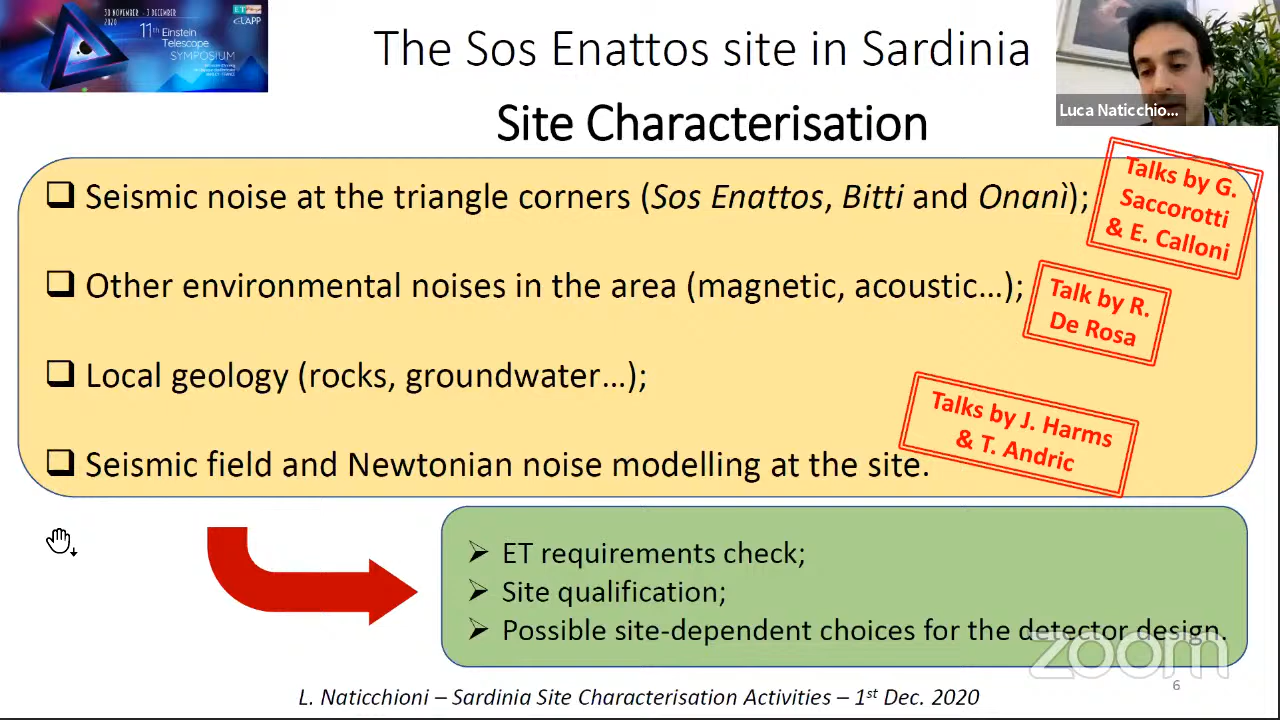 30 NOVEMBER - 3 DECEMBER
2020
11th Einstein
Telescope
SYMPOSIUM
ET
LAPP
The Sos Enattos site in Sardinia
Luca Naticchio...
Site Characterisation
❑ Seismic noise at the triangle corners (Sos Enattos, Bitti and Onanì);
Talks by G.
Saccorotti
& E. Calloni
❑ Other environmental noises in the area (magnetic, acoustic…);
Talk by R.
De Rosa
❑ Local geology (rocks, groundwater…);
Talks by J. Harms
& T. Andric
❑ Seismic field and Newtonian noise modelling at the site.
➢ ET requirements check;
➢ Site qualification;
➢ Possible site-dependent choices for the detector design.
zoom
6
L. Naticchioni – Sardinia Site Characterisation Activities – 1st Dec. 2020